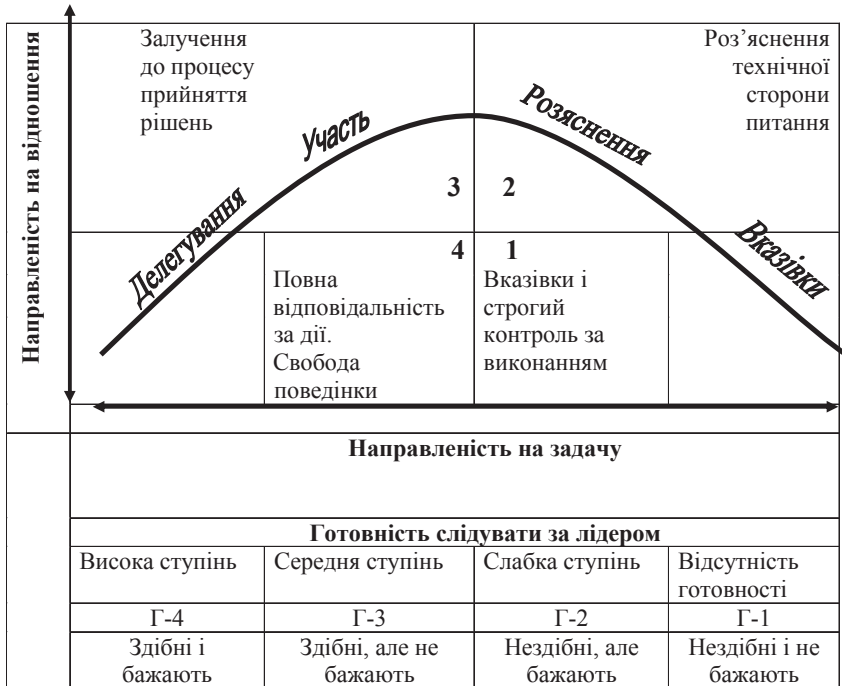 Направленість на відношення
Залучення
до процесу
прийняття
рішень
Роз’яснення
технічної
сторони
питання
Делегування
Участь
Розяснення
Вказівки
3
2
4
Повна
відповідальність
за дії.
Свобода
поведінки
1
Вказівки і
строгий
контроль за
виконанням
Направленість на задачу
Готовність слідувати за лідером
Висока ступінь
Середня ступінь
Слабка ступінь
Відсутність
готовності
Г-4
Г-3
Г-2
Г-1
Здібні і
бажають
Здібні, але не
бажають
Нездібні, але
бажають
Нездібні і не
бажають